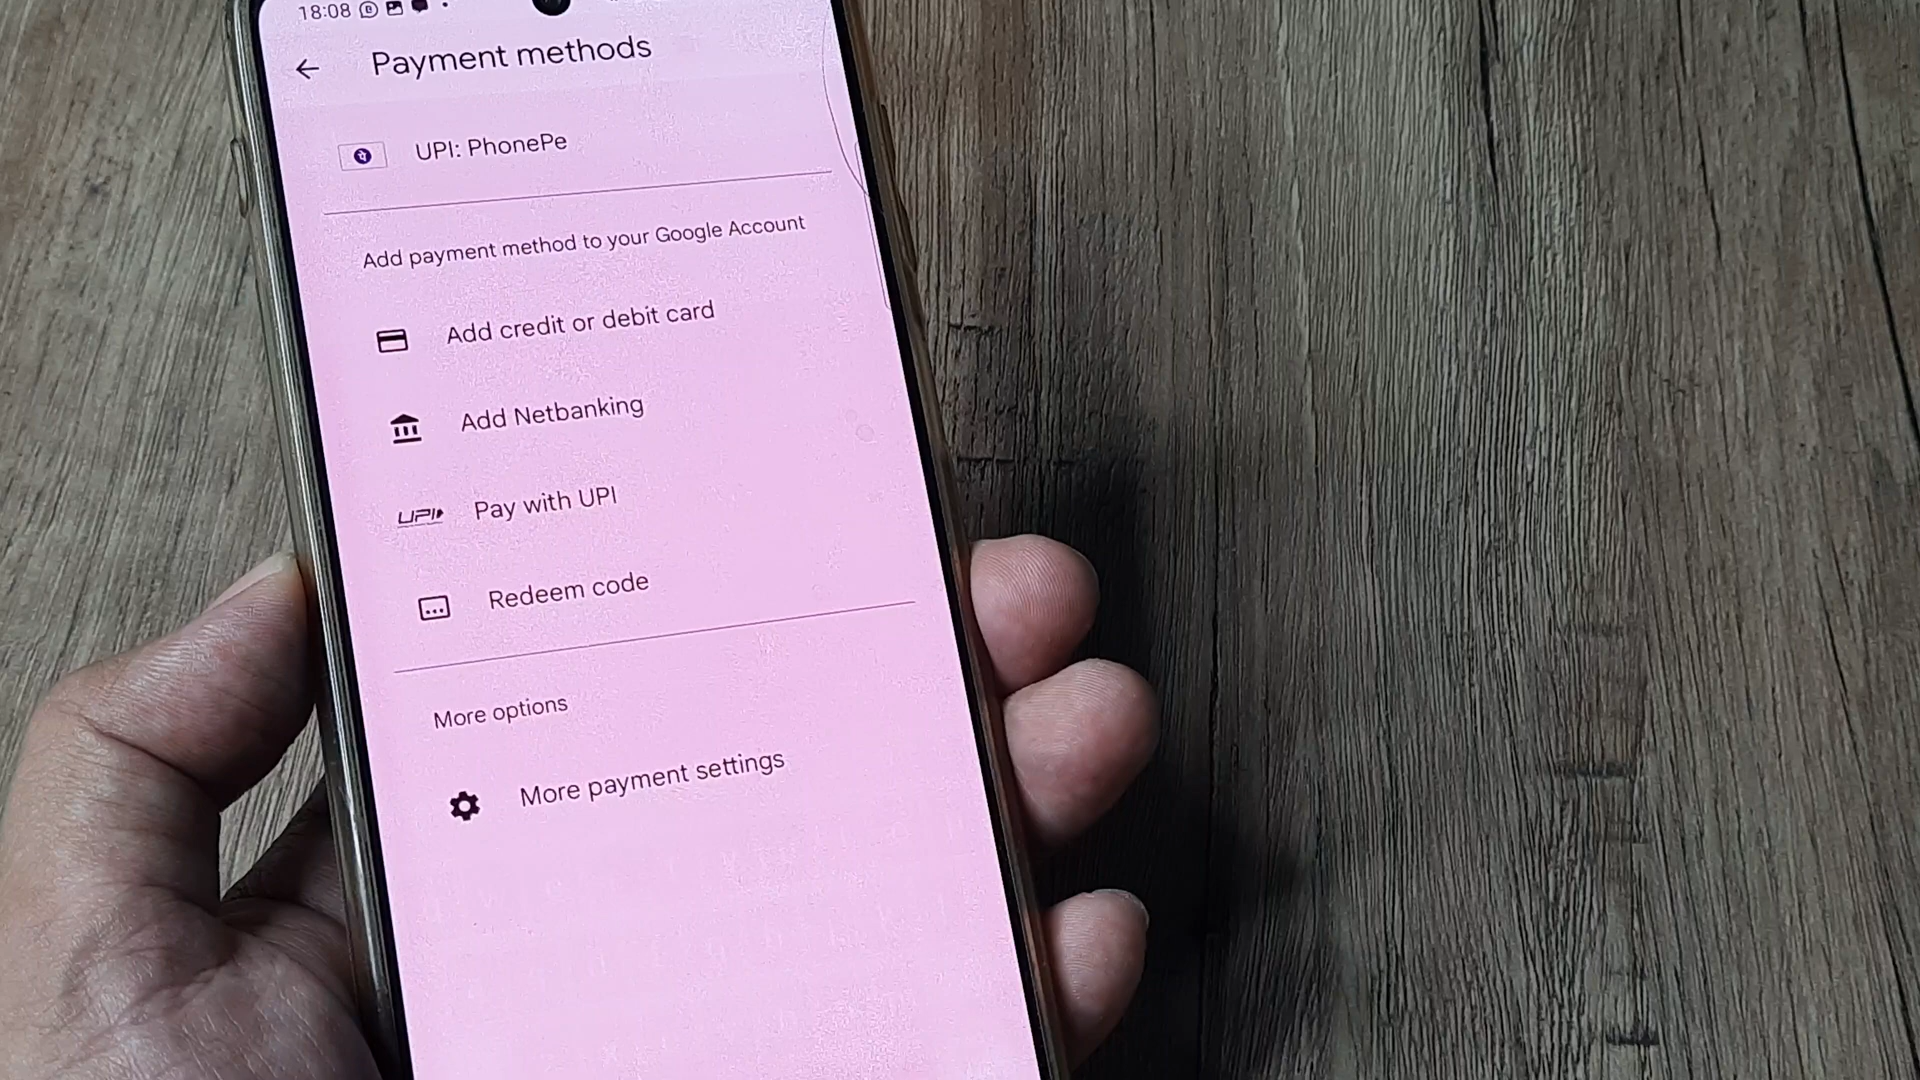 18:08
Payment methods
UPI: PhonePe
Add payment method to your Google Account
Add credit or debit card
Add Netbanking
UPI Pay with UPI
Redeem code
More options
More payment settings